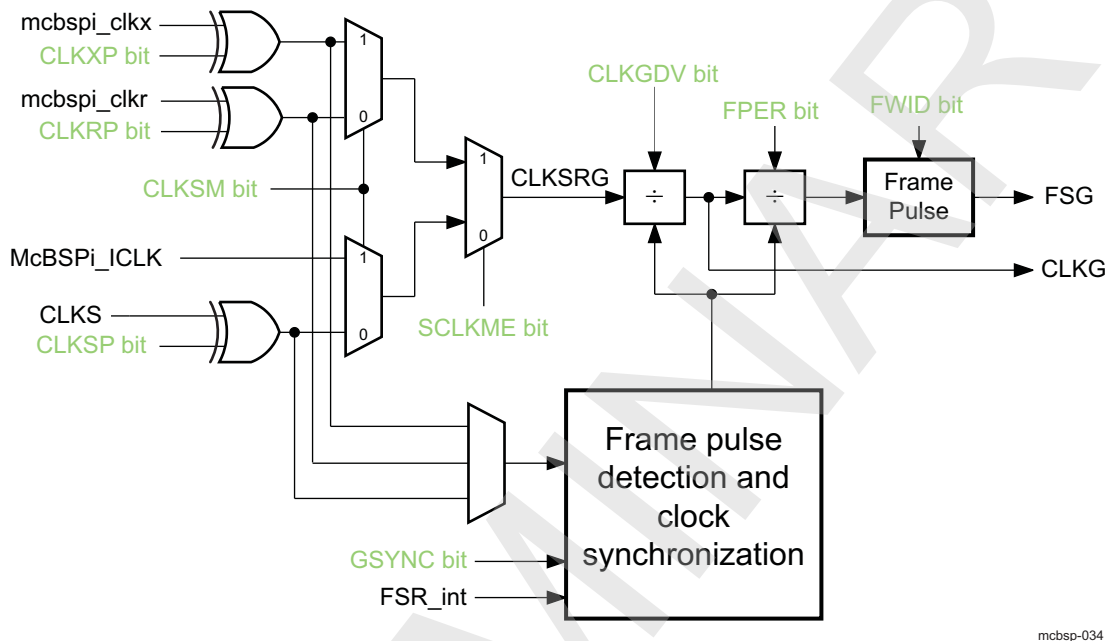 mcbspi_clkx
CLKXP bit
mcbspi_clkr
CLKRP bit
CLKSM bit
McBSPi_ICLK
CLKS
CLKSP bit
1
0
1
0
1
0
SCLKME bit
CLKSRG
CLKGDV bit
÷
FPER bit
÷
FWID bit
Frame
Pulse
FSG
CLKG
Frame pulse
detection and
clock
synchronization
GSYNC bit
FSR_int
MINAR
mcbsp-034